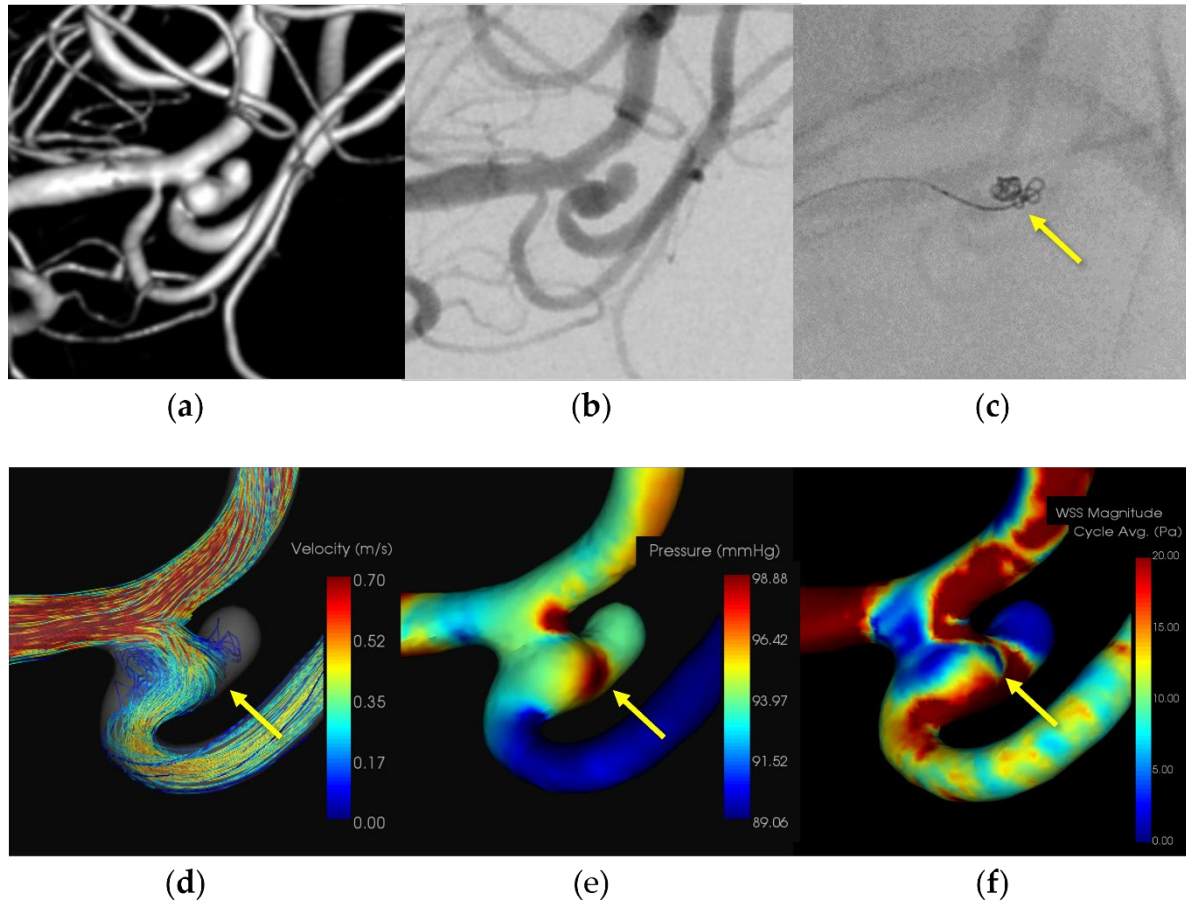 (a)
(b)
(c)
Velocity (m/s)
0.70
0.52
0.35
0.17
0.00
Pressure (mmHg)
98.88
96.42
93.97
91.52
89.06
WSS Magnitude
Cycle Avg. (Pa)
20.00
15.00
10.00
5.00
0.00
(d)
(e)
(f)